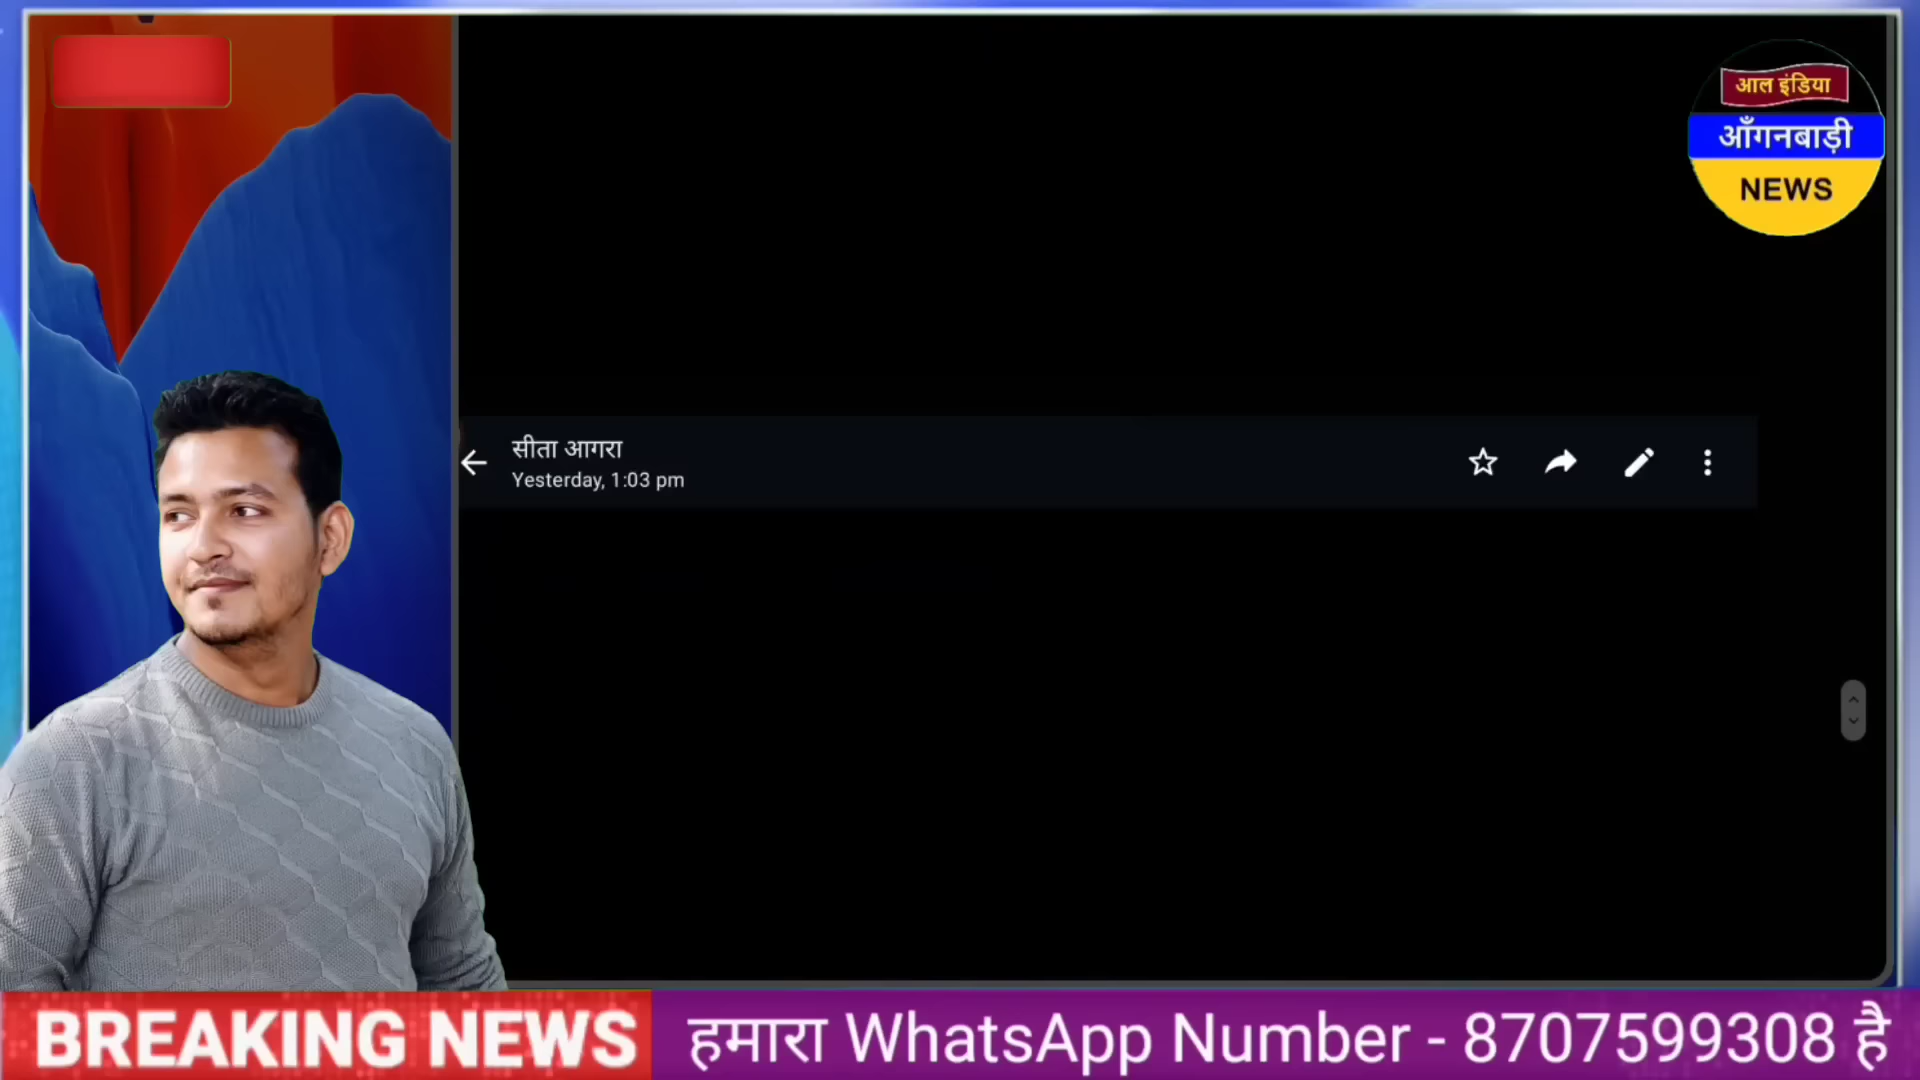 आल इंडिया
आँगनबाड़ी
NEWS
सीता आगरा
Yesterday, 1:03 pm
BREAKING NEWS
हमारा WhatsApp Number - 8707599308 है